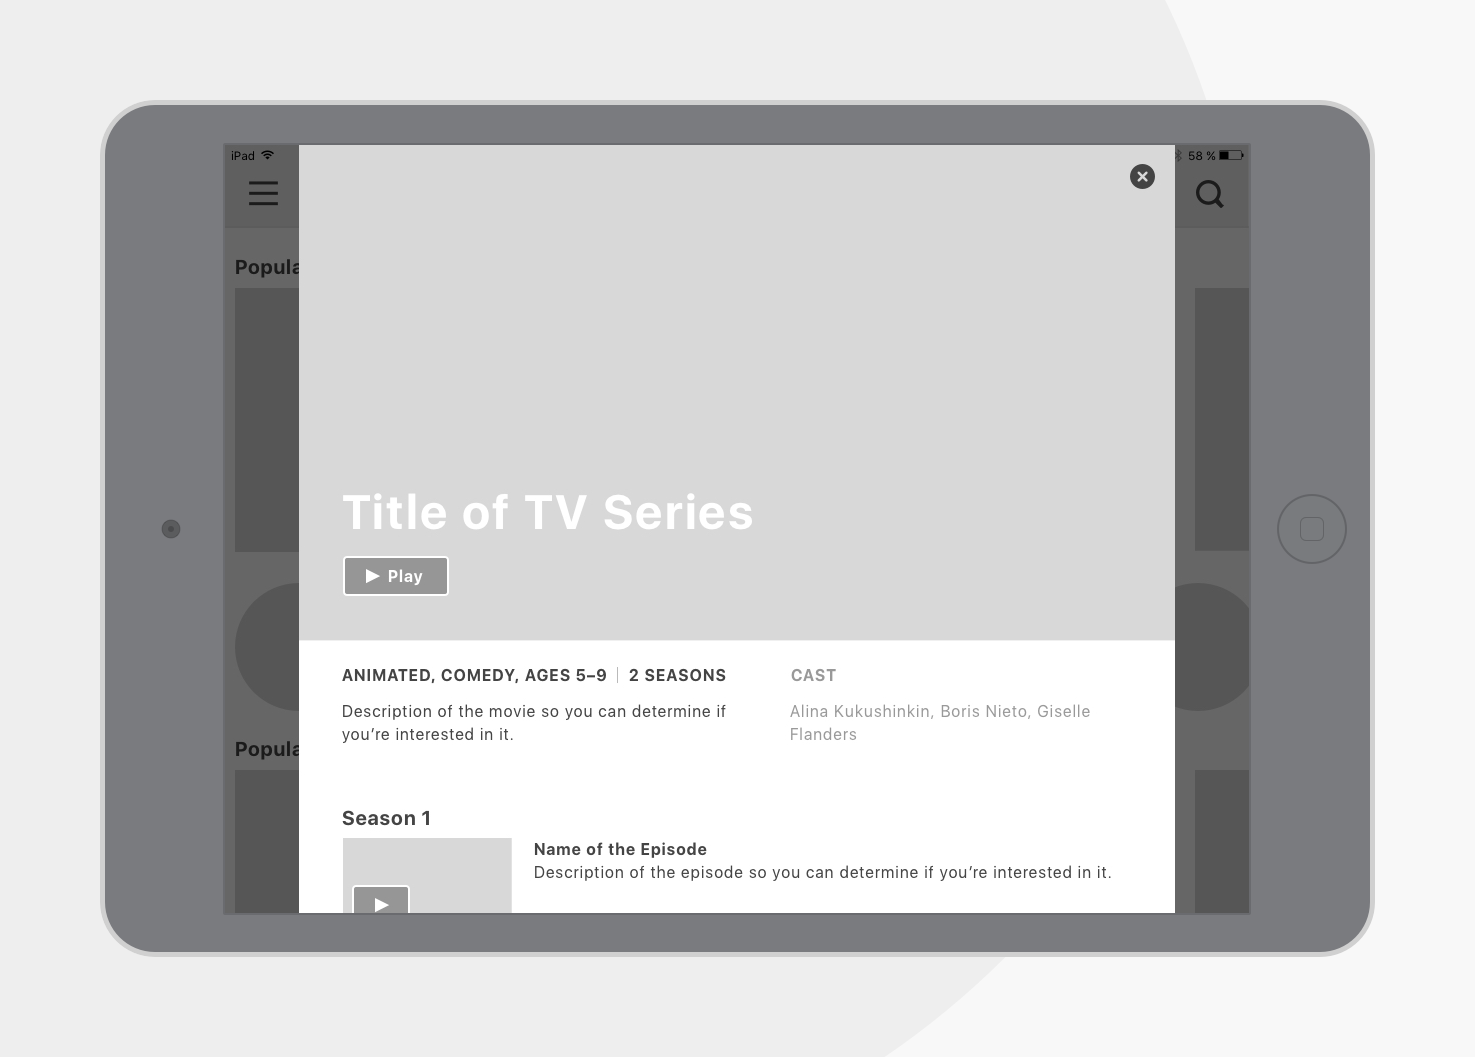 iPad
58 %
Popula
Title of TV Series
Play
ANIMATED, COMEDY, AGES 5–9 | 2 SEASONS
Description of the movie so you can determine if
you’re interested in it.
CAST
Alina Kukushinkin, Boris Nieto, Giselle
Flanders
Popula
Season 1
Name of the Episode
Description of the episode so you can determine if you’re interested in it.